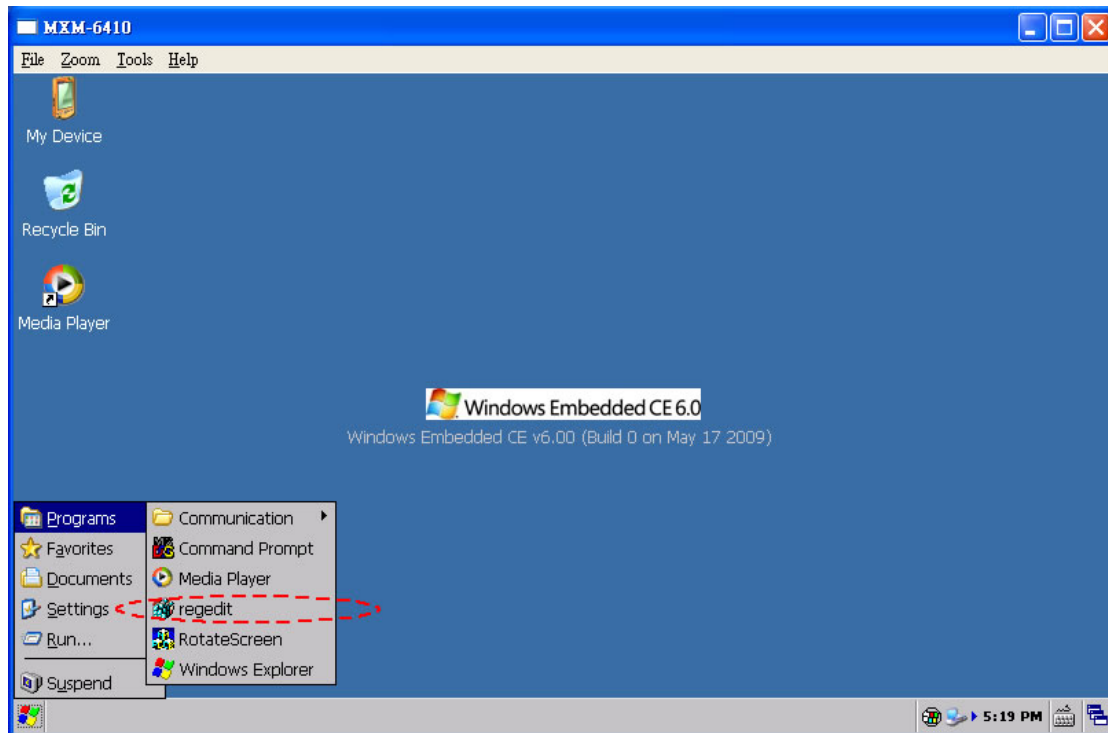 MXM-6410
File Zoom Tools Help
My Device
Recycle Bin
Media Player
Windows Embedded CE 6.0
Windows Embedded CE v6.00 (Build 0 on May 17 2009)
Programs
Favorites
Documents
Settings
Run...
Suspend
Communication
Command Prompt
Media Player
regedit
RotateScreen
Windows Explorer
5:19 PM